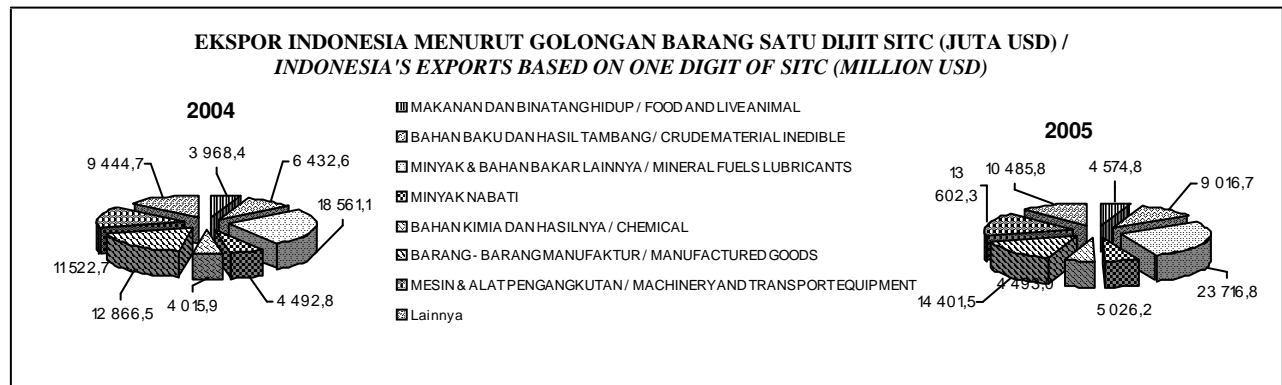 EKSPOR INDONESIA MENURUT GOLONGAN BARANG SATU DIJIT SITC (JUTA USD) /
INDONESIA'S EXPORTS BASED ON ONE DIGIT OF SITC (MILLION USD)
2004
9 444,7
3 968,4
6 432,6
18 561,1
11522,7
12 866,5
4 015,9
4 492,8
MAKANAN DAN BINATANG HIDUP / FOOD AND LIVE ANIMAL
BAHAN BAKU DAN HASIL TAMBANG / CRUDE MATERIAL INEDIBLE
MINYAK & BAHAN BAKAR LAINNYA / MINERAL FUELS LUBRICANTS
MINYAK NABATI
BAHAN KIMIA DAN HASILNYA / CHEMICAL
BARANG - BARANG MANUFAKTUR / MANUFACTURED GOODS
MESIN & ALAT PENGANGKUTAN / MACHINERY AND TRANSPORT EQUIPMENT
Lainnya
2005
13
602,3
10 485,8
4 574,8
9 016,7
14 401,5
5 026,2
23 716,8